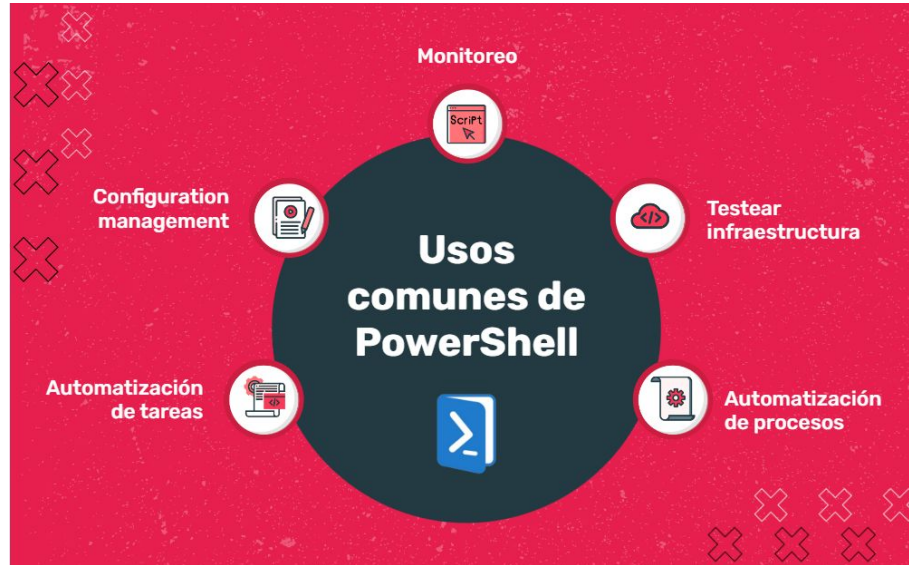 Monitoreo
ScriPt
Configuration
management
Testear
infraestructura
Usos
comunes de
PowerShell
Automatización
de tareas
Automatización
de procesos